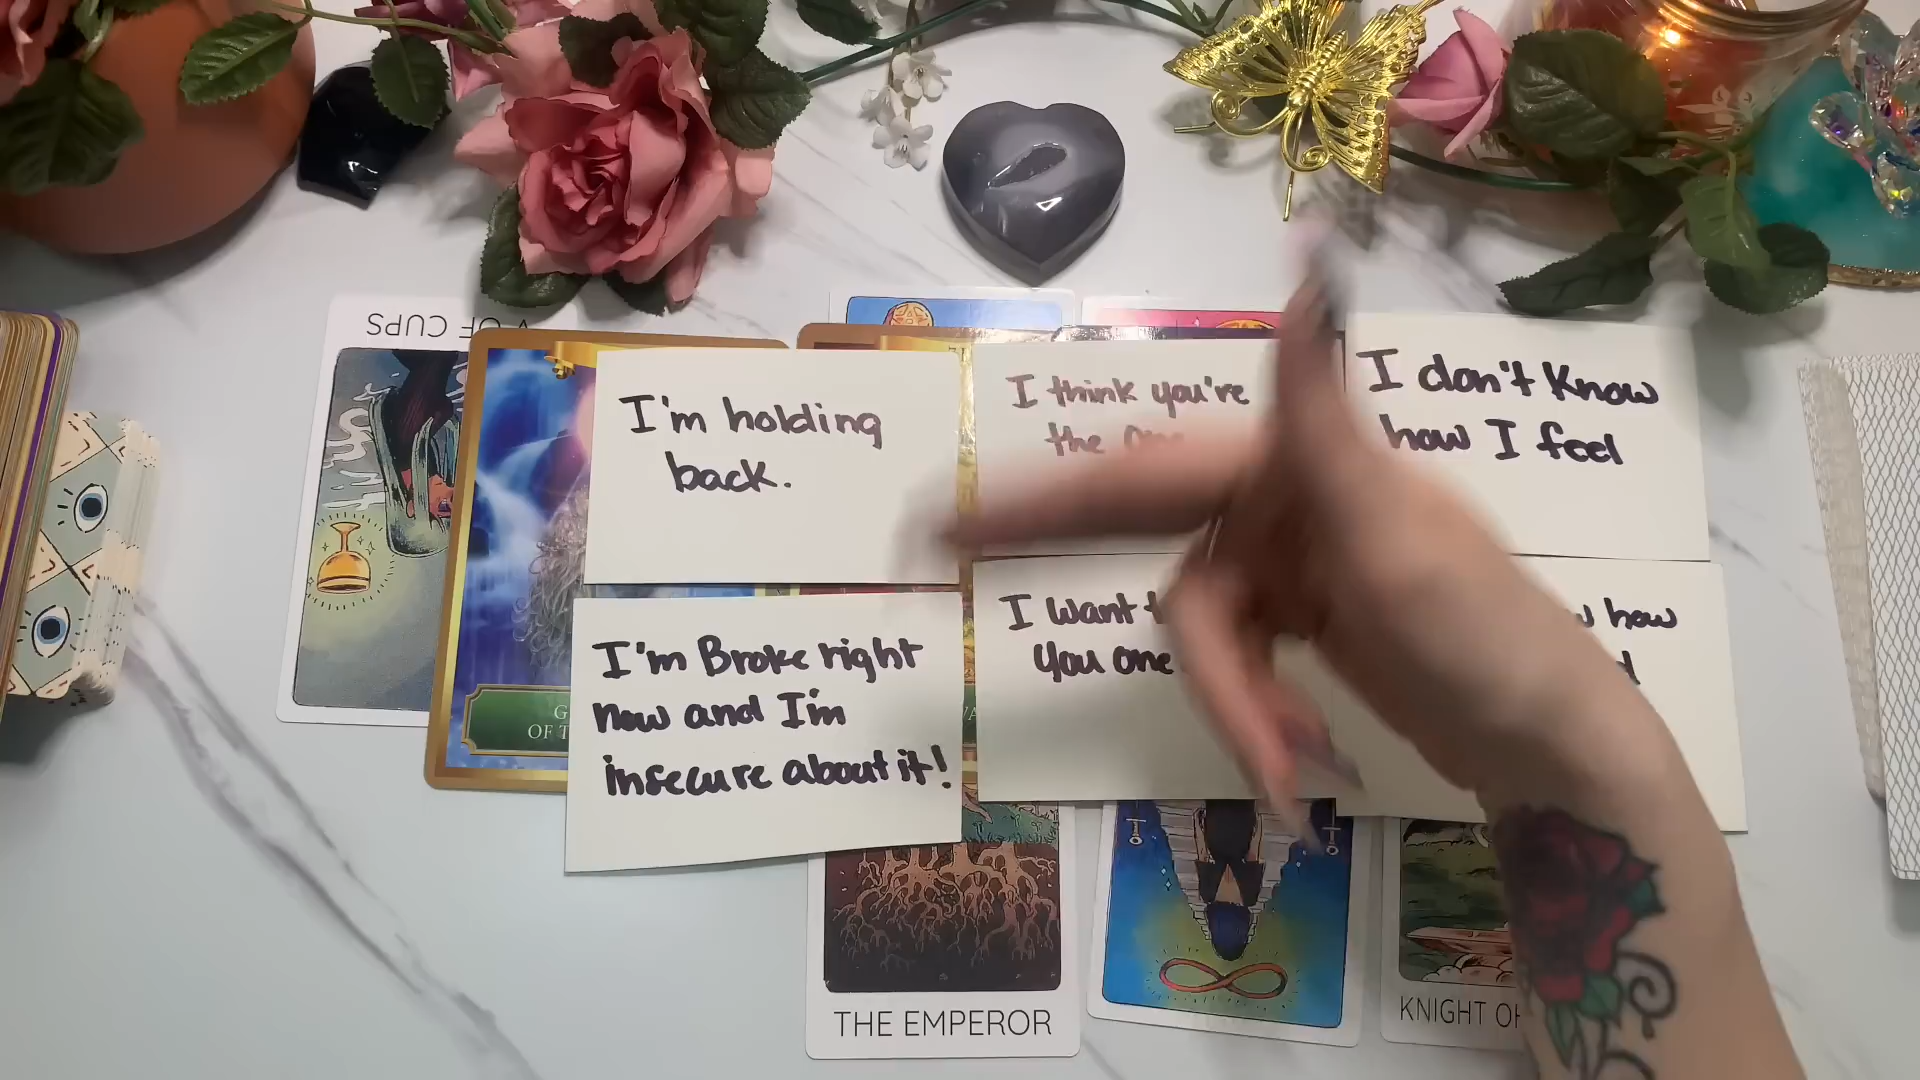 OF CUPS
I'm holding
back.
I think you're
the
I don't know
how I feel
I'm Broke right
now and I'm
insecure about it!
I want
you one
how
OF
THE EMPEROR
KNIGHT OF